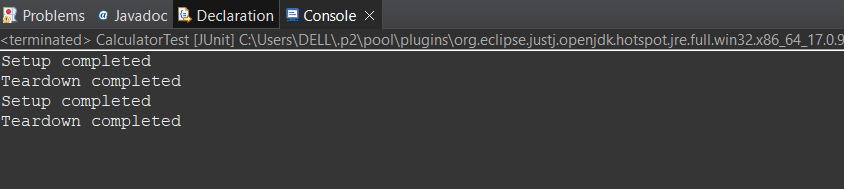 Problems @ Javadoc Declaration Console
<terminated> CalculatorTest [JUnit] C:\Users\DELL\.p2\pool\plugins\org.eclipse.justj.openjdk.hotspot.jre.full.win32.x86_64_17.0.9
Setup completed
Teardown completed
Setup completed
Teardown completed